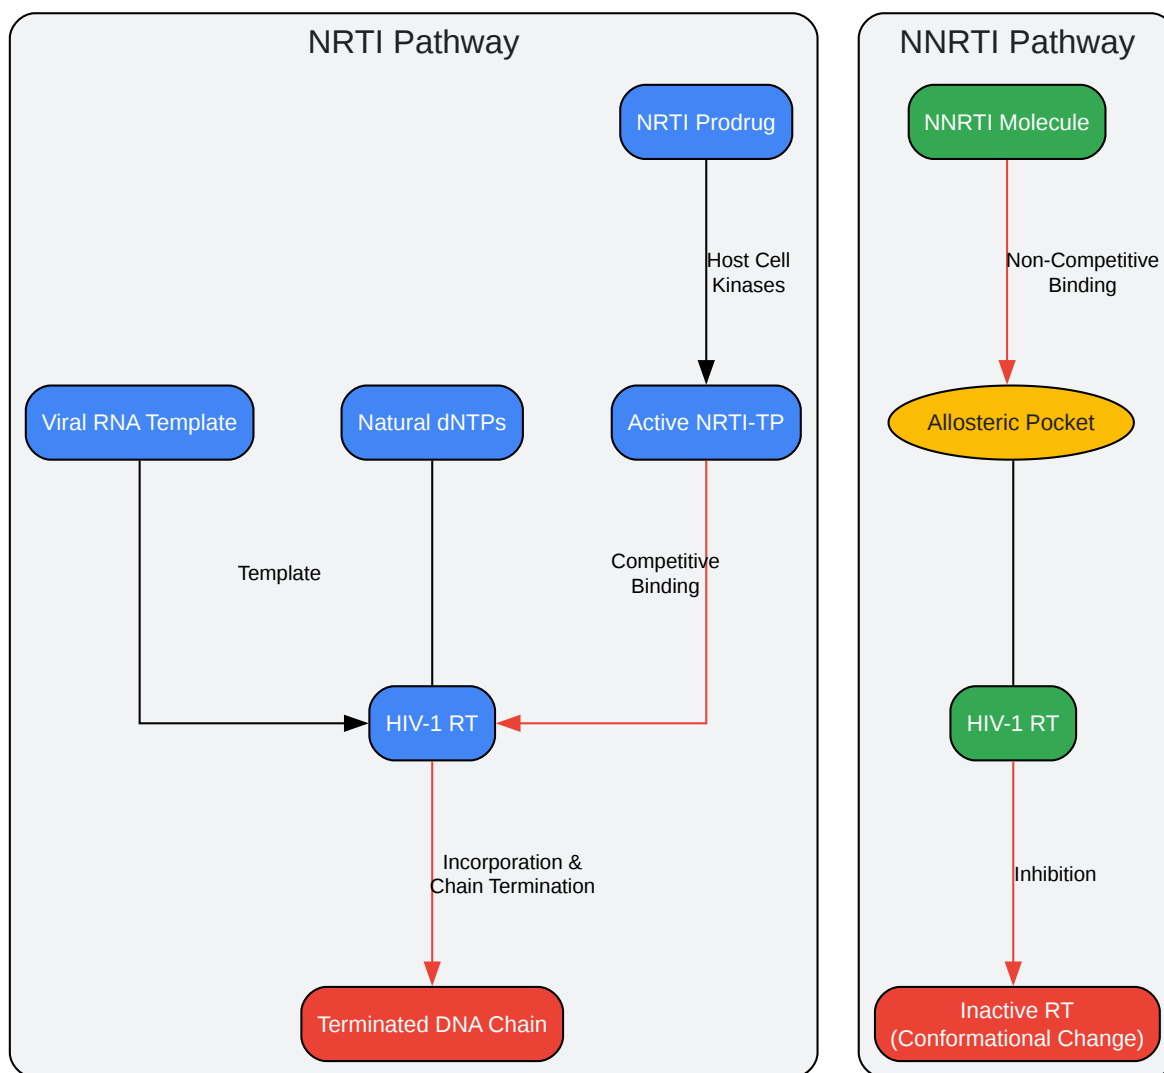 NRTI Pathway
NRTI Prodrug
Host Cell
Kinases
Viral RNA Template
Natural dNTPs
Active NRTI-TP
Template
Competitive
Binding
HIV-1 RT
Incorporation &
Chain Termination
Terminated DNA Chain
NNRTI Pathway
NNRTI Molecule
Non-Competitive
Binding
Allosteric Pocket
HIV-1 RT
Inhibition
Inactive RT
(Conformational Change)